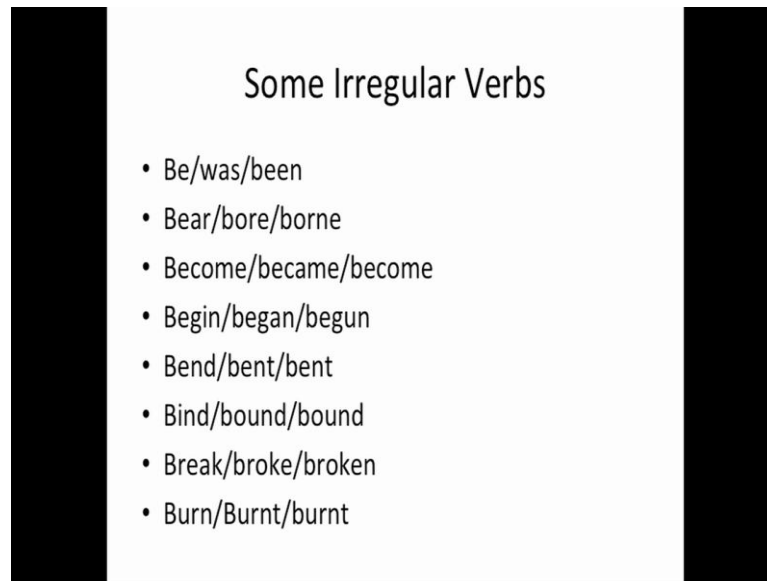 Some Irregular Verbs
• Be/was/been
• Bear/bore/borne
• Become/became/become
• Begin/began/begun
• Bend/bent/bent
• Bind/bound/bound
• Break/broke/broken
• Burn/Burnt/burnt